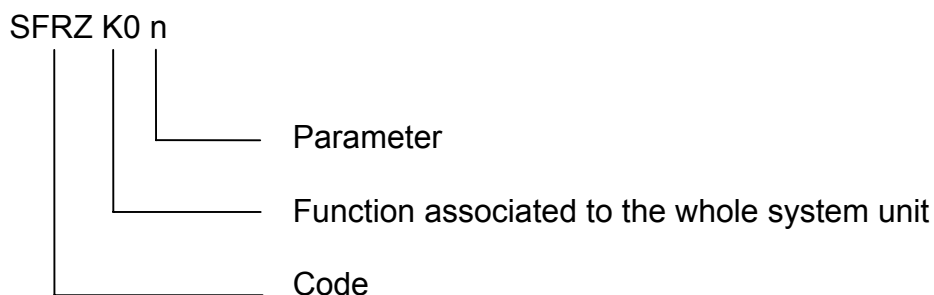 SFRZ K0 n
Parameter
Function associated to the whole system unit
Code